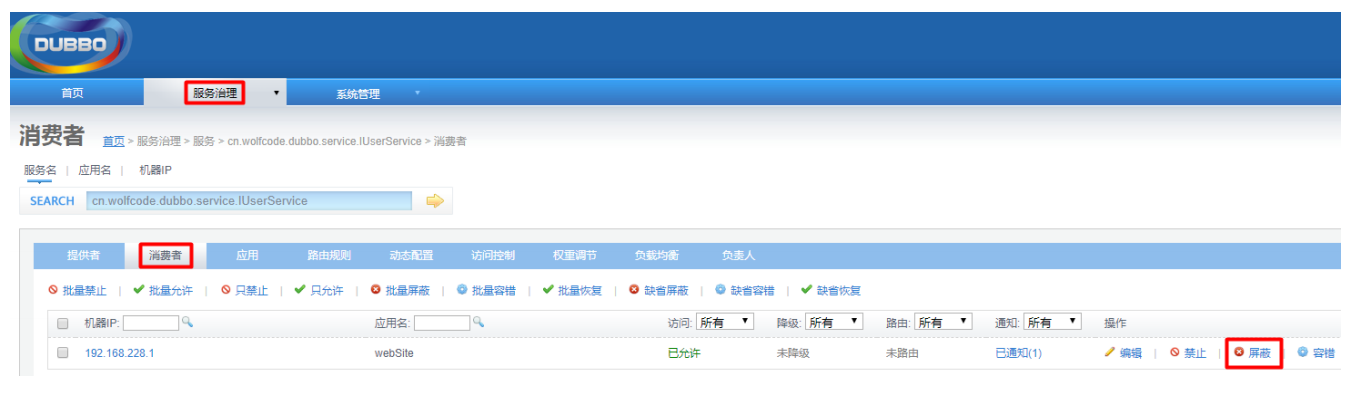 DUBBO
首页 服务治理 系统管理
消费者 首页 > 服务治理 > 服务 > cn.wolfcode.dubbo.service.IUserService > 消费者
服务名 | 应用名 | 机器IP
SEARCH cn.wolfcode.dubbo.service.IUserService
提供者 消费者 应用 路由规则 动态配置 访问控制 权重调节 负载均衡 负责人
批量禁止 | 批量允许 | 只禁止 | 只允许 | 批量屏蔽 | 批量容错 | 批量恢复 | 缺省屏蔽 | 缺省容错 | 缺省恢复
机器IP: 应用名: 访问: 所有 降级: 所有 路由: 所有 通知: 所有 操作
192.168.228.1 webSite 已允许 未降级 未路由 已通知(1) 编辑 | 禁止 | 屏蔽 | 容错